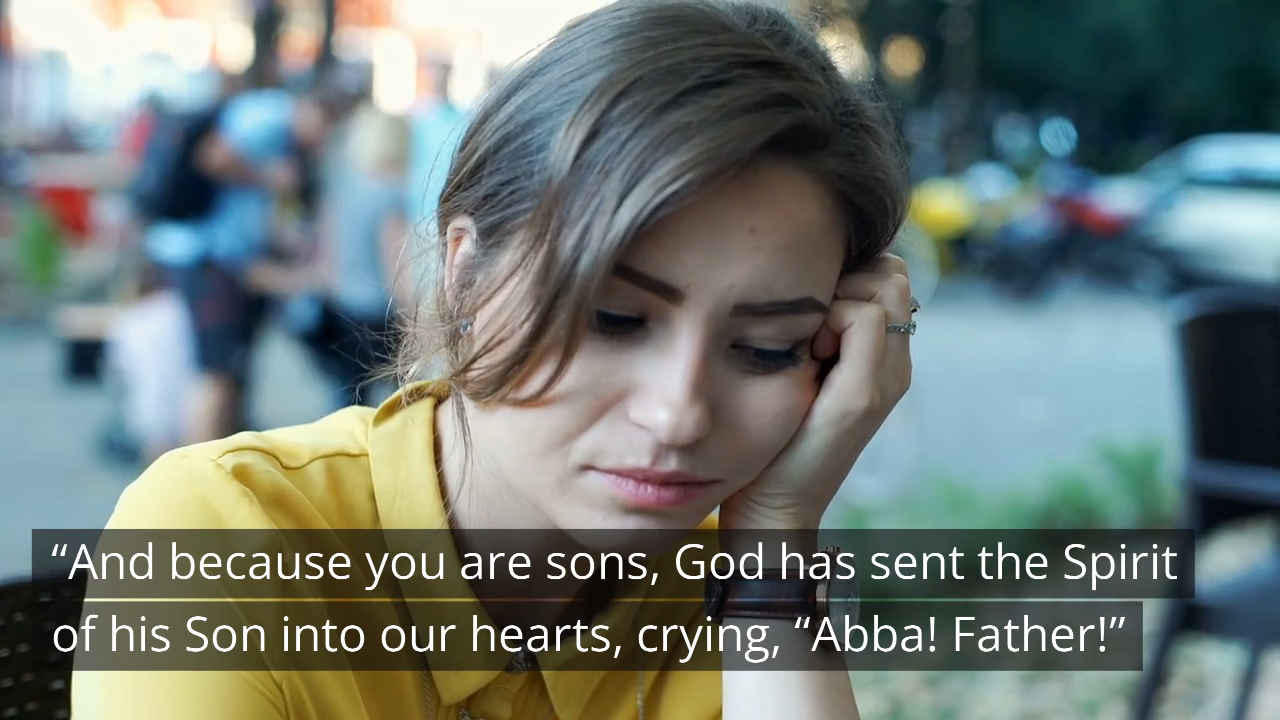 “And because you are sons, God has sent the Spirit
of his Son into our hearts, crying, “Abba! Father!”